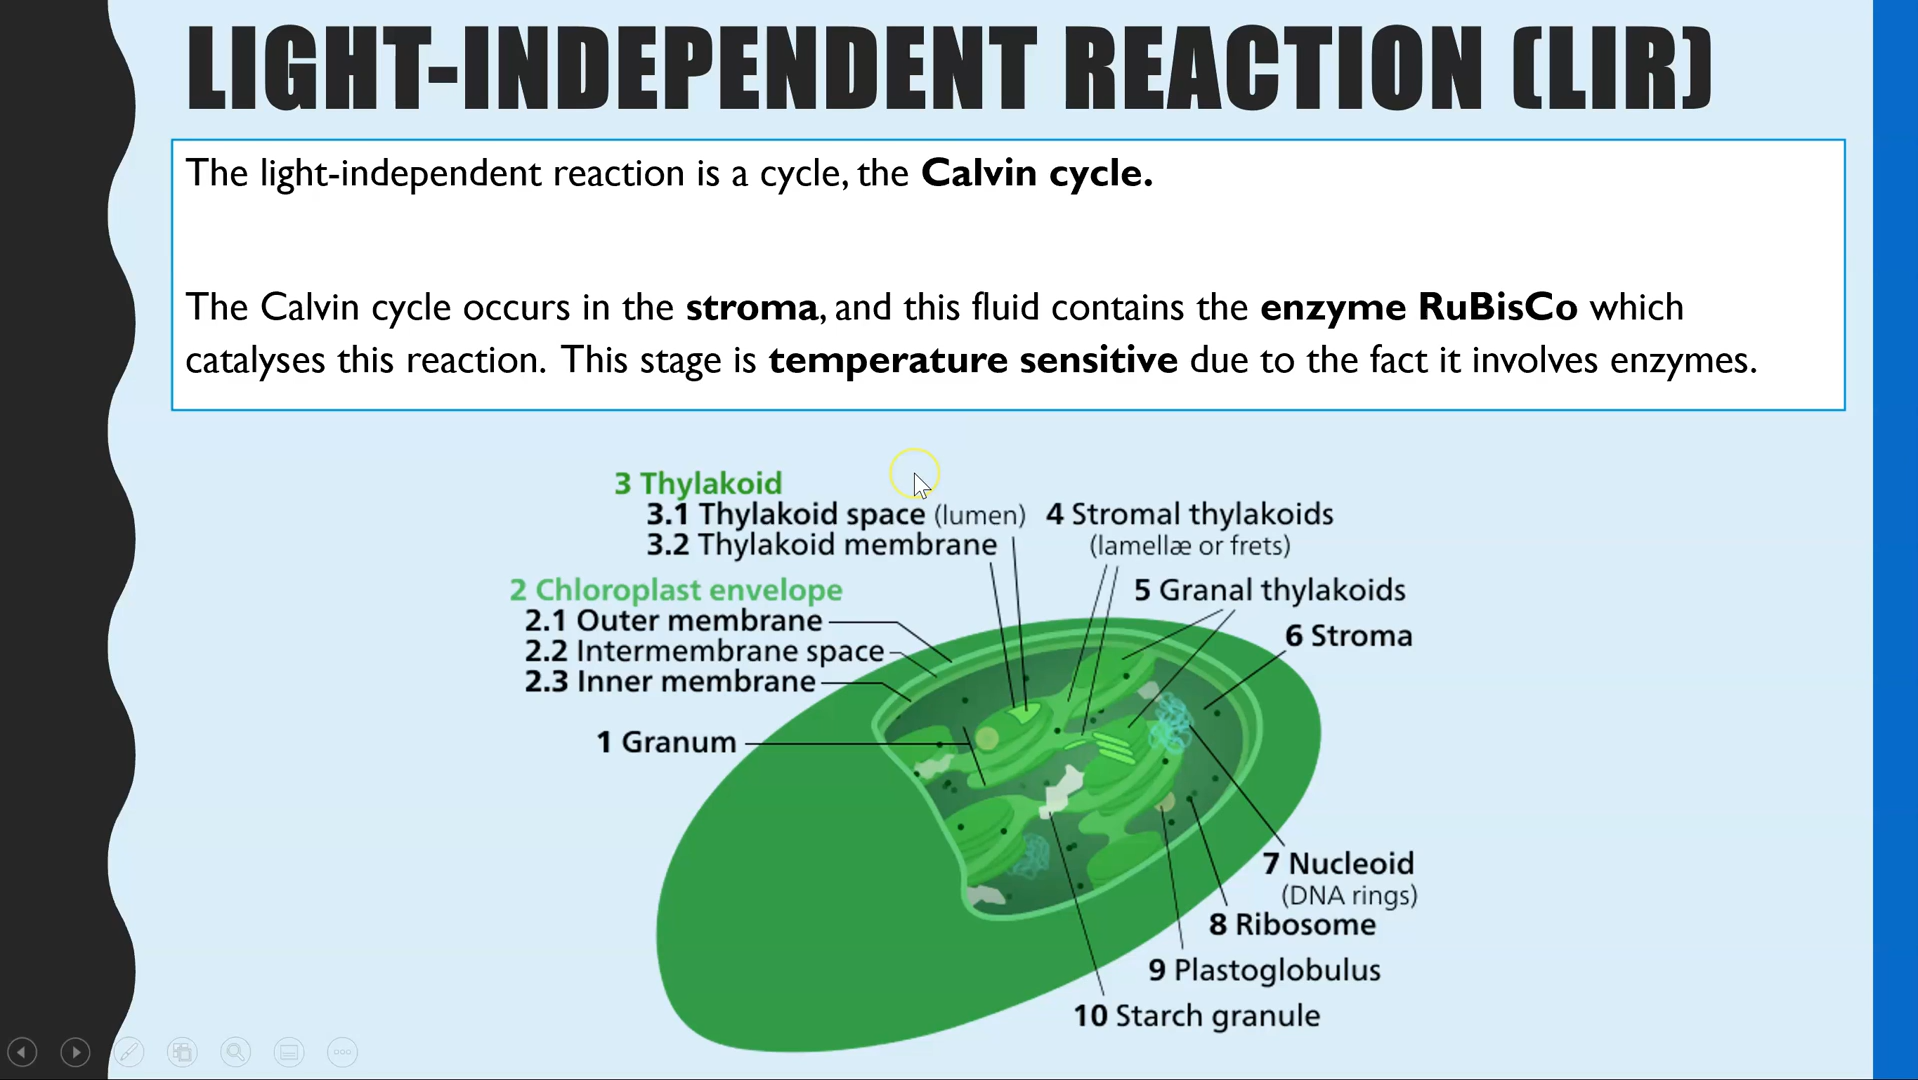 LIGHT-INDEPENDENT REACTION (LIR)
The light-independent reaction is a cycle, the Calvin cycle.
The Calvin cycle occurs in the stroma, and this fluid contains the enzyme RuBisCo which
catalyses this reaction. This stage is temperature sensitive due to the fact it involves enzymes.
3 Thylakoid
3.1 Thylakoid space (lumen)
3.2 Thylakoid membrane
4 Stromal thylakoids
(lamellæ or frets)
2 Chloroplast envelope
2.1 Outer membrane
2.2 Intermembrane space
2.3 Inner membrane
5 Granal thylakoids
6 Stroma
1 Granum
7 Nucleoid
(DNA rings)
8 Ribosome
9 Plastoglobulus
10 Starch granule